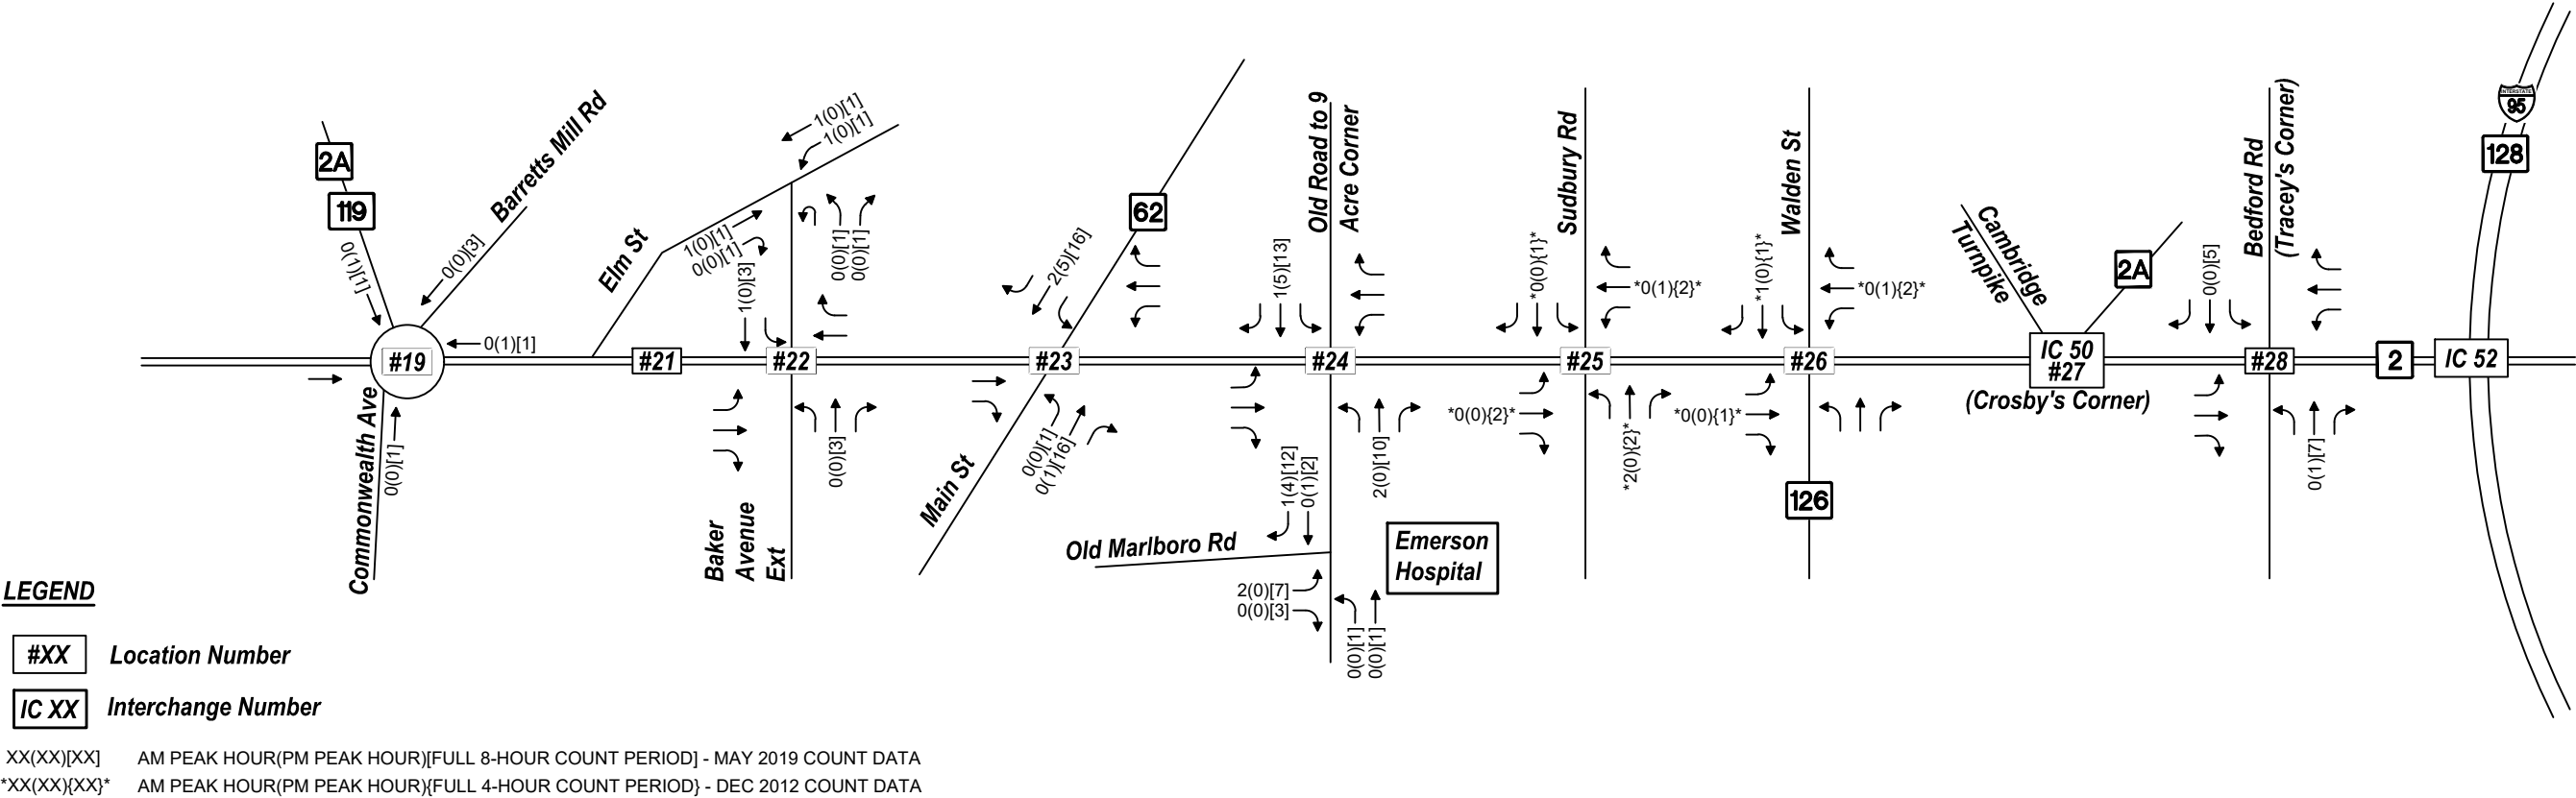 2A
119
Barretts Mill Rd
0(1)[1]
0(0)[3]
0(1)[1]
#19
Commonwealth Ave
0(0)[1]
Elm St
1(0)[1]
1(0)[1]
1(0)[1]
0(0)[1]
0(0)[1]
0(0)[1]
1(0)[3]
#21
#22
Baker
Avenue
Ext
0(0)[3]
62
2(5)[16]
#23
Main St
0(0)[1]
0(1)[16]
Old Road to 9
Acre Corner
1(5)[13]
#24
2(0)[10]
1(4)[12]
0(1)[2]
Old Marlboro Rd
2(0)[7]
0(0)[3]
0(0)[1]
0(0)[1]
Emerson
Hospital
Sudbury Rd
*0(0){1}*
*0(1){2}*
#25
*0(0){2}*
*2(0){2}*
Walden St
*1(0){1}*
*0(1){2}*
#26
*0(0){1}*
126
Cambridge
Turnpike
2A
IC 50
#27
(Crosby's Corner)
Bedford Rd
(Tracey's Corner)
0(0)[5]
#28
0(1)[7]
2
IC 52
INTERSTATE
95
128
LEGEND
#XX Location Number
IC XX Interchange Number
XX(XX)[XX] AM PEAK HOUR(PM PEAK HOUR)[FULL 8-HOUR COUNT PERIOD] - MAY 2019 COUNT DATA
*XX(XX){XX}* AM PEAK HOUR(PM PEAK HOUR){FULL 4-HOUR COUNT PERIOD} - DEC 2012 COUNT DATA